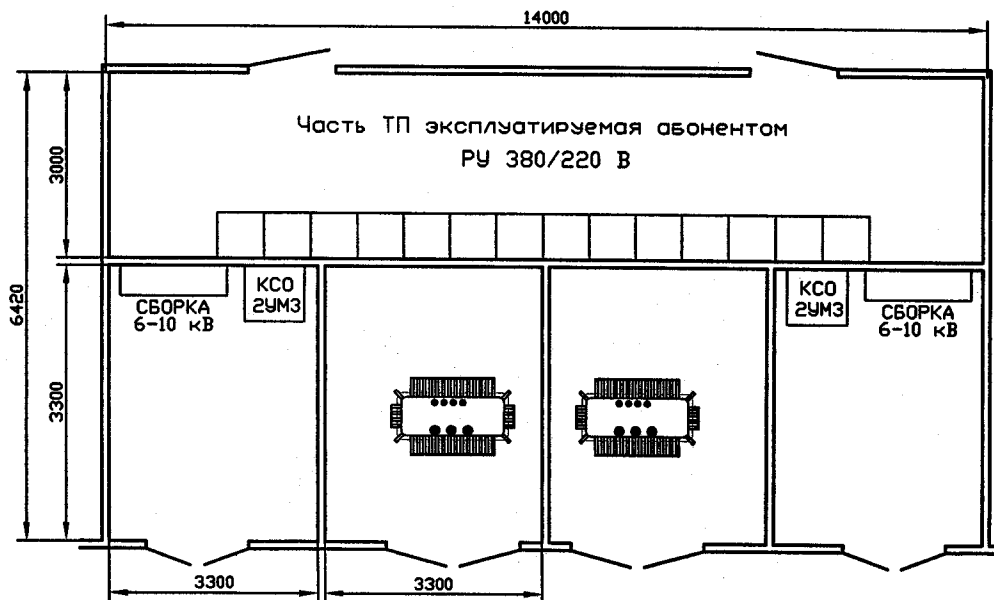 14000
Часть ТП эксплуатируемая абонентом
РУ 380/220 В
3000
6420
3300
СБОРКА
6-10 кВ
КСО
2УМ3
КСО
2УМ3
СБОРКА
6-10 кВ
3300
3300